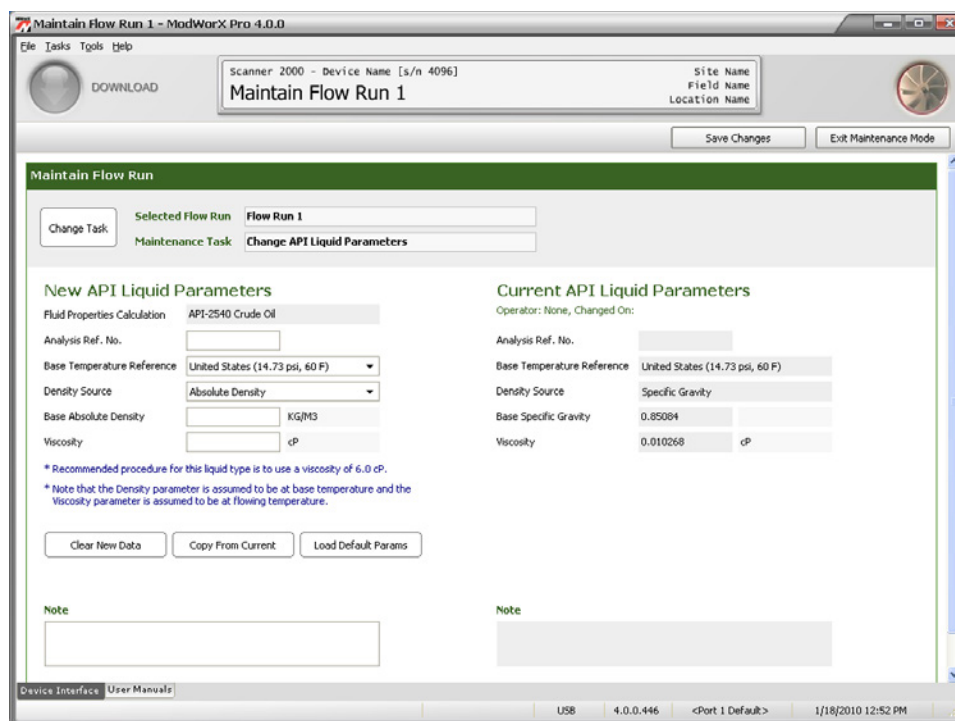 Maintain Flow Run 1 - ModWorX Pro 4.0.0
File Tasks Tools Help
DOWNLOAD
Scanner 2000 - Device Name [s/n 4096]
Maintain Flow Run 1
Site Name
Field Name
Location Name
Save Changes
Exit Maintenance Mode
Maintain Flow Run
Change Task
Selected Flow Run Flow Run 1
Maintenance Task Change API Liquid Parameters
New API Liquid Parameters
Fluid Properties Calculation API-2540 Crude Oil
Analysis Ref. No.
Base Temperature Reference United States (14.73 psi, 60 F)
Density Source Absolute Density
Base Absolute Density KG/M3
Viscosity cP
* Recommended procedure for this liquid type is to use a viscosity of 6.0 cP.
* Note that the Density parameter is assumed to be at base temperature and the
Viscosity parameter is assumed to be at flowing temperature.
Clear New Data
Copy From Current
Load Default Params
Note
Current API Liquid Parameters
Operator: None, Changed On:
Analysis Ref. No.
Base Temperature Reference United States (14.73 psi, 60 F)
Density Source Specific Gravity
Base Specific Gravity 0.85084
Viscosity 0.010268 cP
Note
Device Interface User Manuals
USB 4.0.0.446 <Port 1 Default> 1/18/2010 12:52 PM